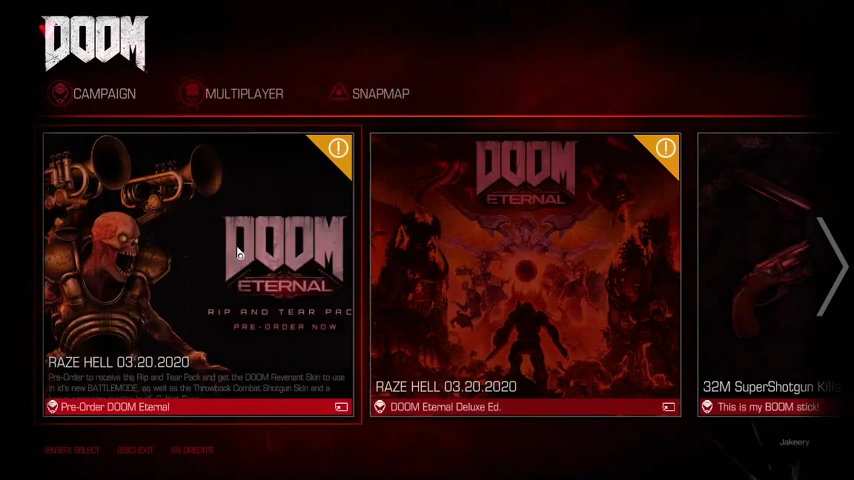 DOOM
CAMPAIGN
MULTIPLAYER
SNAPMAP
DOOM
ETERNAL
RIP AND TEAR PAC
PRE-ORDER NOW
RAZE HELL 03.20.2020
Pre-Order to receive the Rip and Tear Pack and get the DOOM Revenant Skin to use
in id's new BATTLEMODE, as well as the Throwback Combat Shotgun Skin and a
Pre-Order DOOM Eternal
DOOM
ETERNAL
RAZE HELL 03.20.2020
DOOM Eternal Deluxe Ed.
32M SuperShotgun Kills
This is my BOOM stick!
[ENTER] SELECT
[ESC] EXIT
[R] CREDITS
Jakeery